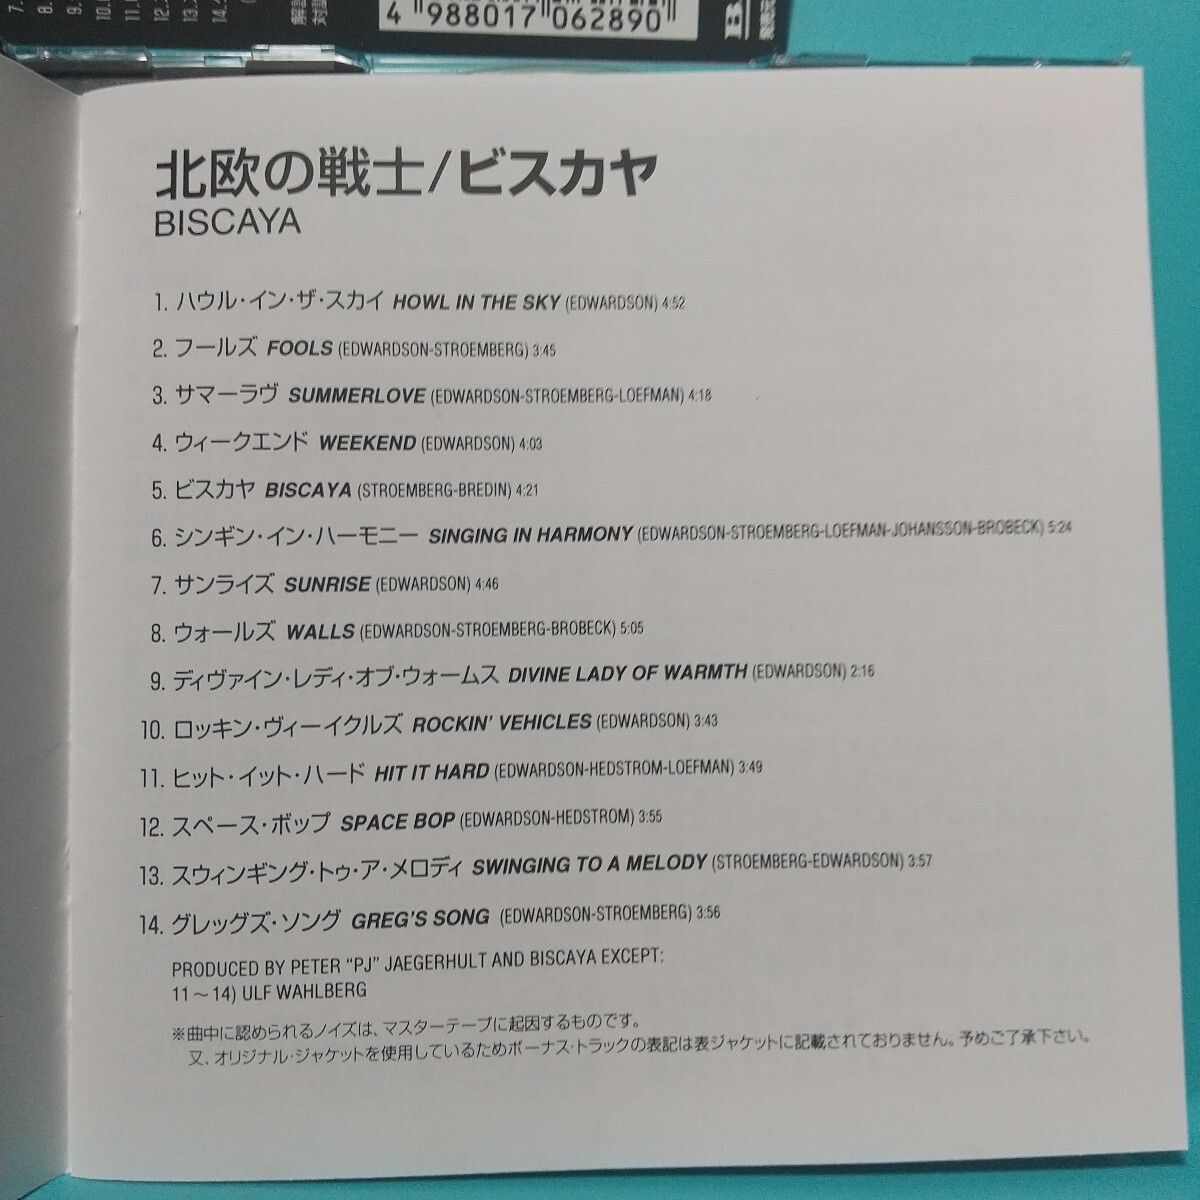 7.
8.
9.
10.
11.
12.
13.
14.
4 988017 062890
北欧の戦士/ビスカヤ
BISCAYA
1. ハウル・イン・ザ・スカイ HOWL IN THE SKY (EDWARDSON) 4:52
2. フールズ FOOLS (EDWARDSON-STROEMBERG) 3:45
3. サマーラヴ SUMMERLOVE (EDWARDSON-STROEMBERG-LOEFMAN) 4:18
4. ウィークエンド WEEKEND (EDWARDSON) 4:03
5. ビスカヤ BISCAYA (STROEMBERG-BREDIN) 4:21
6. シンギン・イン・ハーモニー SINGING IN HARMONY (EDWARDSON-STROEMBERG-LOEFMAN-JOHANSSON-BROBECK) 5:24
7. サンライズ SUNRISE (EDWARDSON) 4:46
8. ウォールズ WALLS (EDWARDSON-STROEMBERG-BROBECK) 5:05
9. ディヴァイン・レディ・オブ・ウォームス DIVINE LADY OF WARMTH (EDWARDSON) 2:16
10. ロッキン・ヴィーイクルズ ROCKIN' VEHICLES (EDWARDSON) 3:43
11. ヒット・イット・ハード HIT IT HARD (EDWARDSON-HEDSTROM-LOEFMAN) 3:49
12. スペース・ボップ SPACE BOP (EDWARDSON-HEDSTROM) 3:55
13. スウィンギング・トゥ・ア・メロディ SWINGING TO A MELODY (STROEMBERG-EDWARDSON) 3:57
14. グレッグズ・ソング GREG'S SONG (EDWARDSON-STROEMBERG) 3:56
PRODUCED BY PETER “PJ” JAEGERHULT AND BISCAYA EXCEPT:
11～14) ULF WAHLBERG
※曲中に認められるノイズは、マスターテープに起因するものです。
又、オリジナル・ジャケットを使用しているためボーナス・トラックの表記は表ジャケットに記載されておりません。予めご了承下さい。